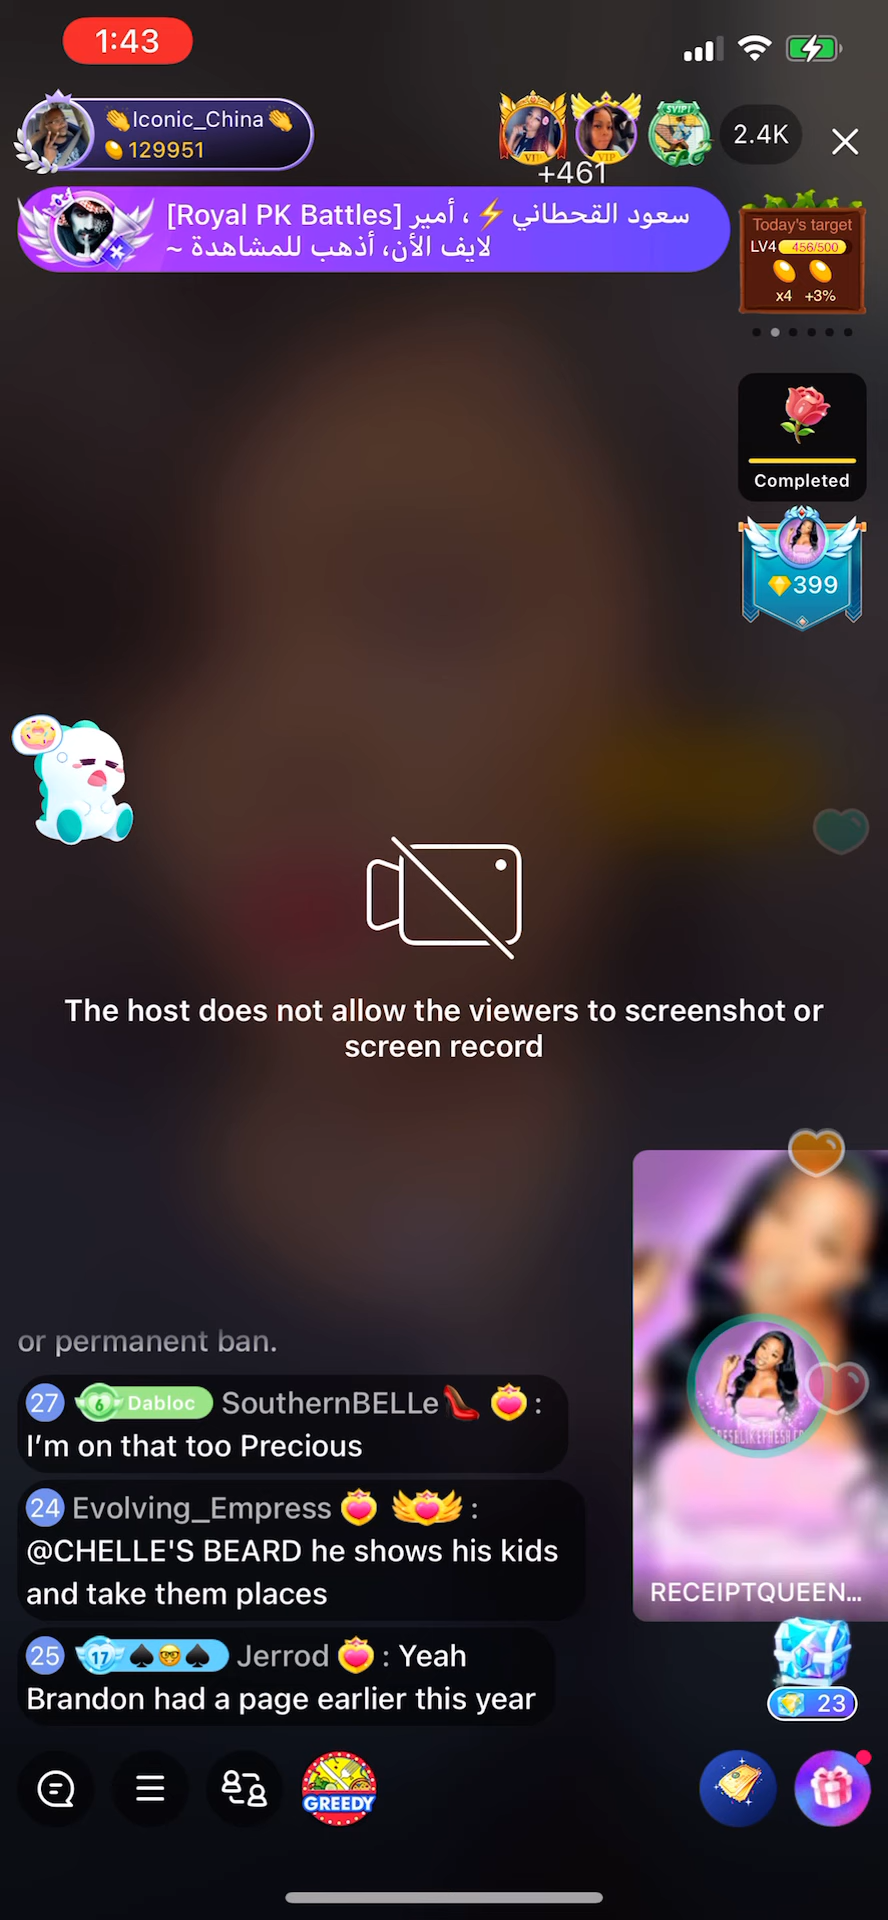 1:43
👏Iconic_China👏
129951
VIP
VIP
SVIP1
2.4K
+461
[Royal PK Battles] سعود القحطاني ⚡ ، أمير
لايف الأن، أذهب للمشاهدة ~
Today's target
LV4 456/500
x4 +3%
Completed
399
The host does not allow the viewers to screenshot or
screen record
or permanent ban.
27 6 Dabloc SouthernBELLe👠 :
I'm on that too Precious
24 Evolving_Empress :
@CHELLE'S BEARD he shows his kids
and take them places
25 17 ♠🤓♠ Jerrod : Yeah
Brandon had a page earlier this year
RECEIPTQUEEN...
23
GREEDY